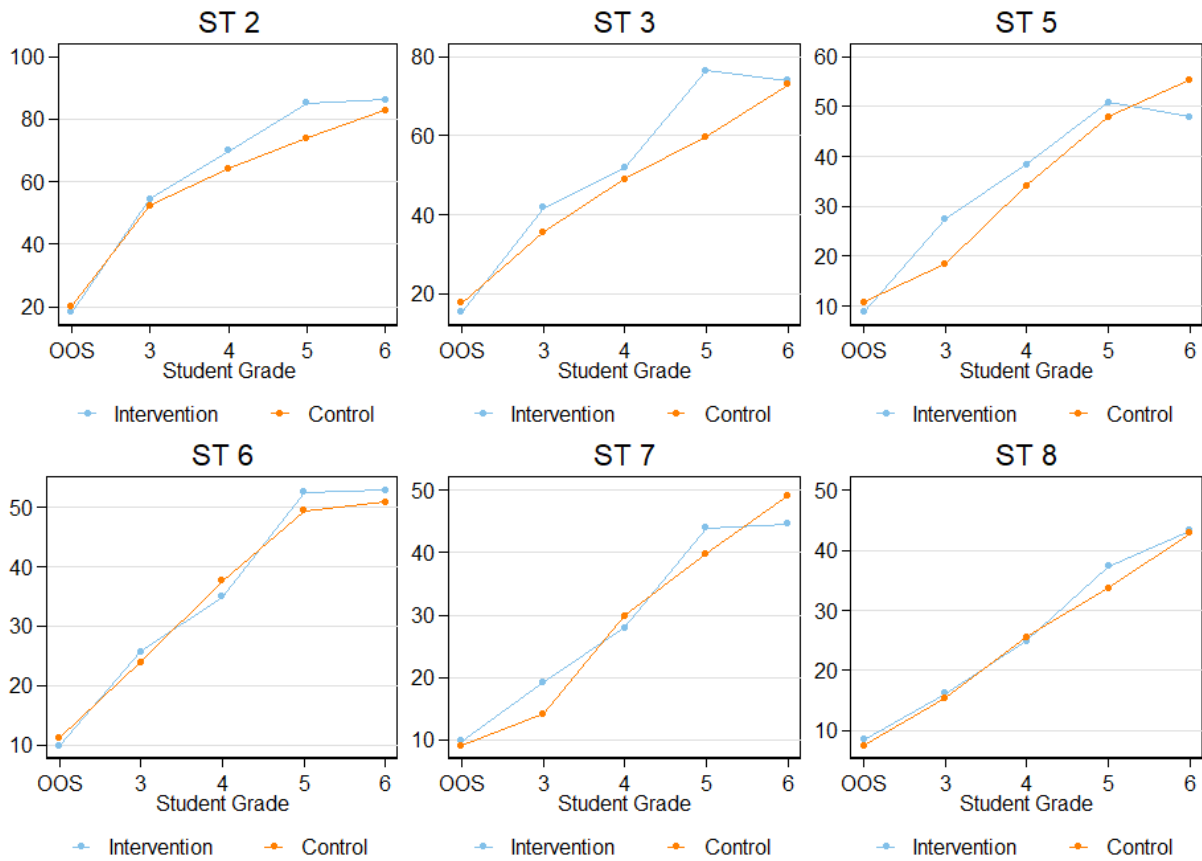 ST 2
100
80
60
40
20
OOS 3 4 5 6
Student Grade
Intervention Control
ST 3
80
60
40
20
OOS 3 4 5 6
Student Grade
Intervention Control
ST 5
60
50
40
30
20
10
OOS 3 4 5 6
Student Grade
Intervention Control
ST 6
50
40
30
20
10
OOS 3 4 5 6
Student Grade
Intervention Control
ST 7
50
40
30
20
10
OOS 3 4 5 6
Student Grade
Intervention Control
ST 8
50
40
30
20
10
OOS 3 4 5 6
Student Grade
Intervention Control